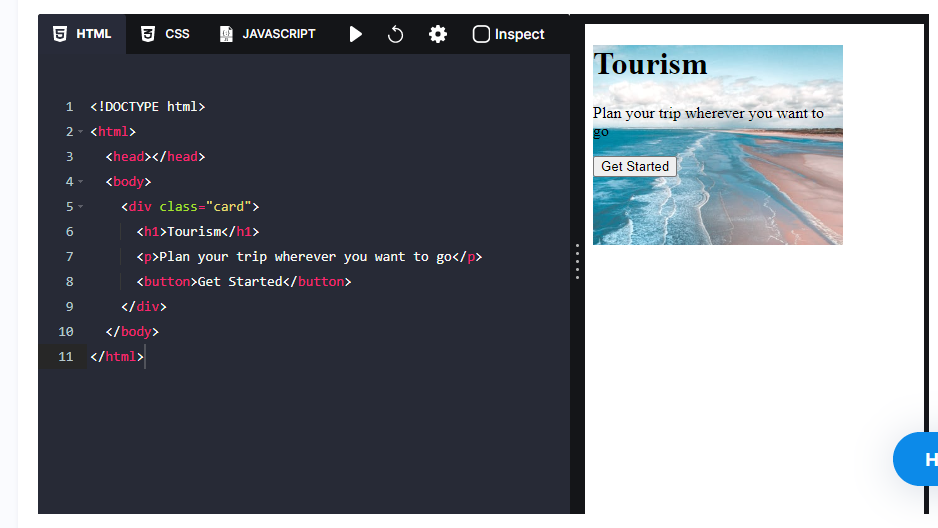 HTML CSS JAVASCRIPT Inspect
1 <!DOCTYPE html>
2 <html>
3 <head></head>
4 <body>
5 <div class="card">
6 <h1>Tourism</h1>
7 <p>Plan your trip wherever you want to go</p>
8 <button>Get Started</button>
9 </div>
10 </body>
11 </html>
Tourism
Plan your trip wherever you want to
go
Get Started
H